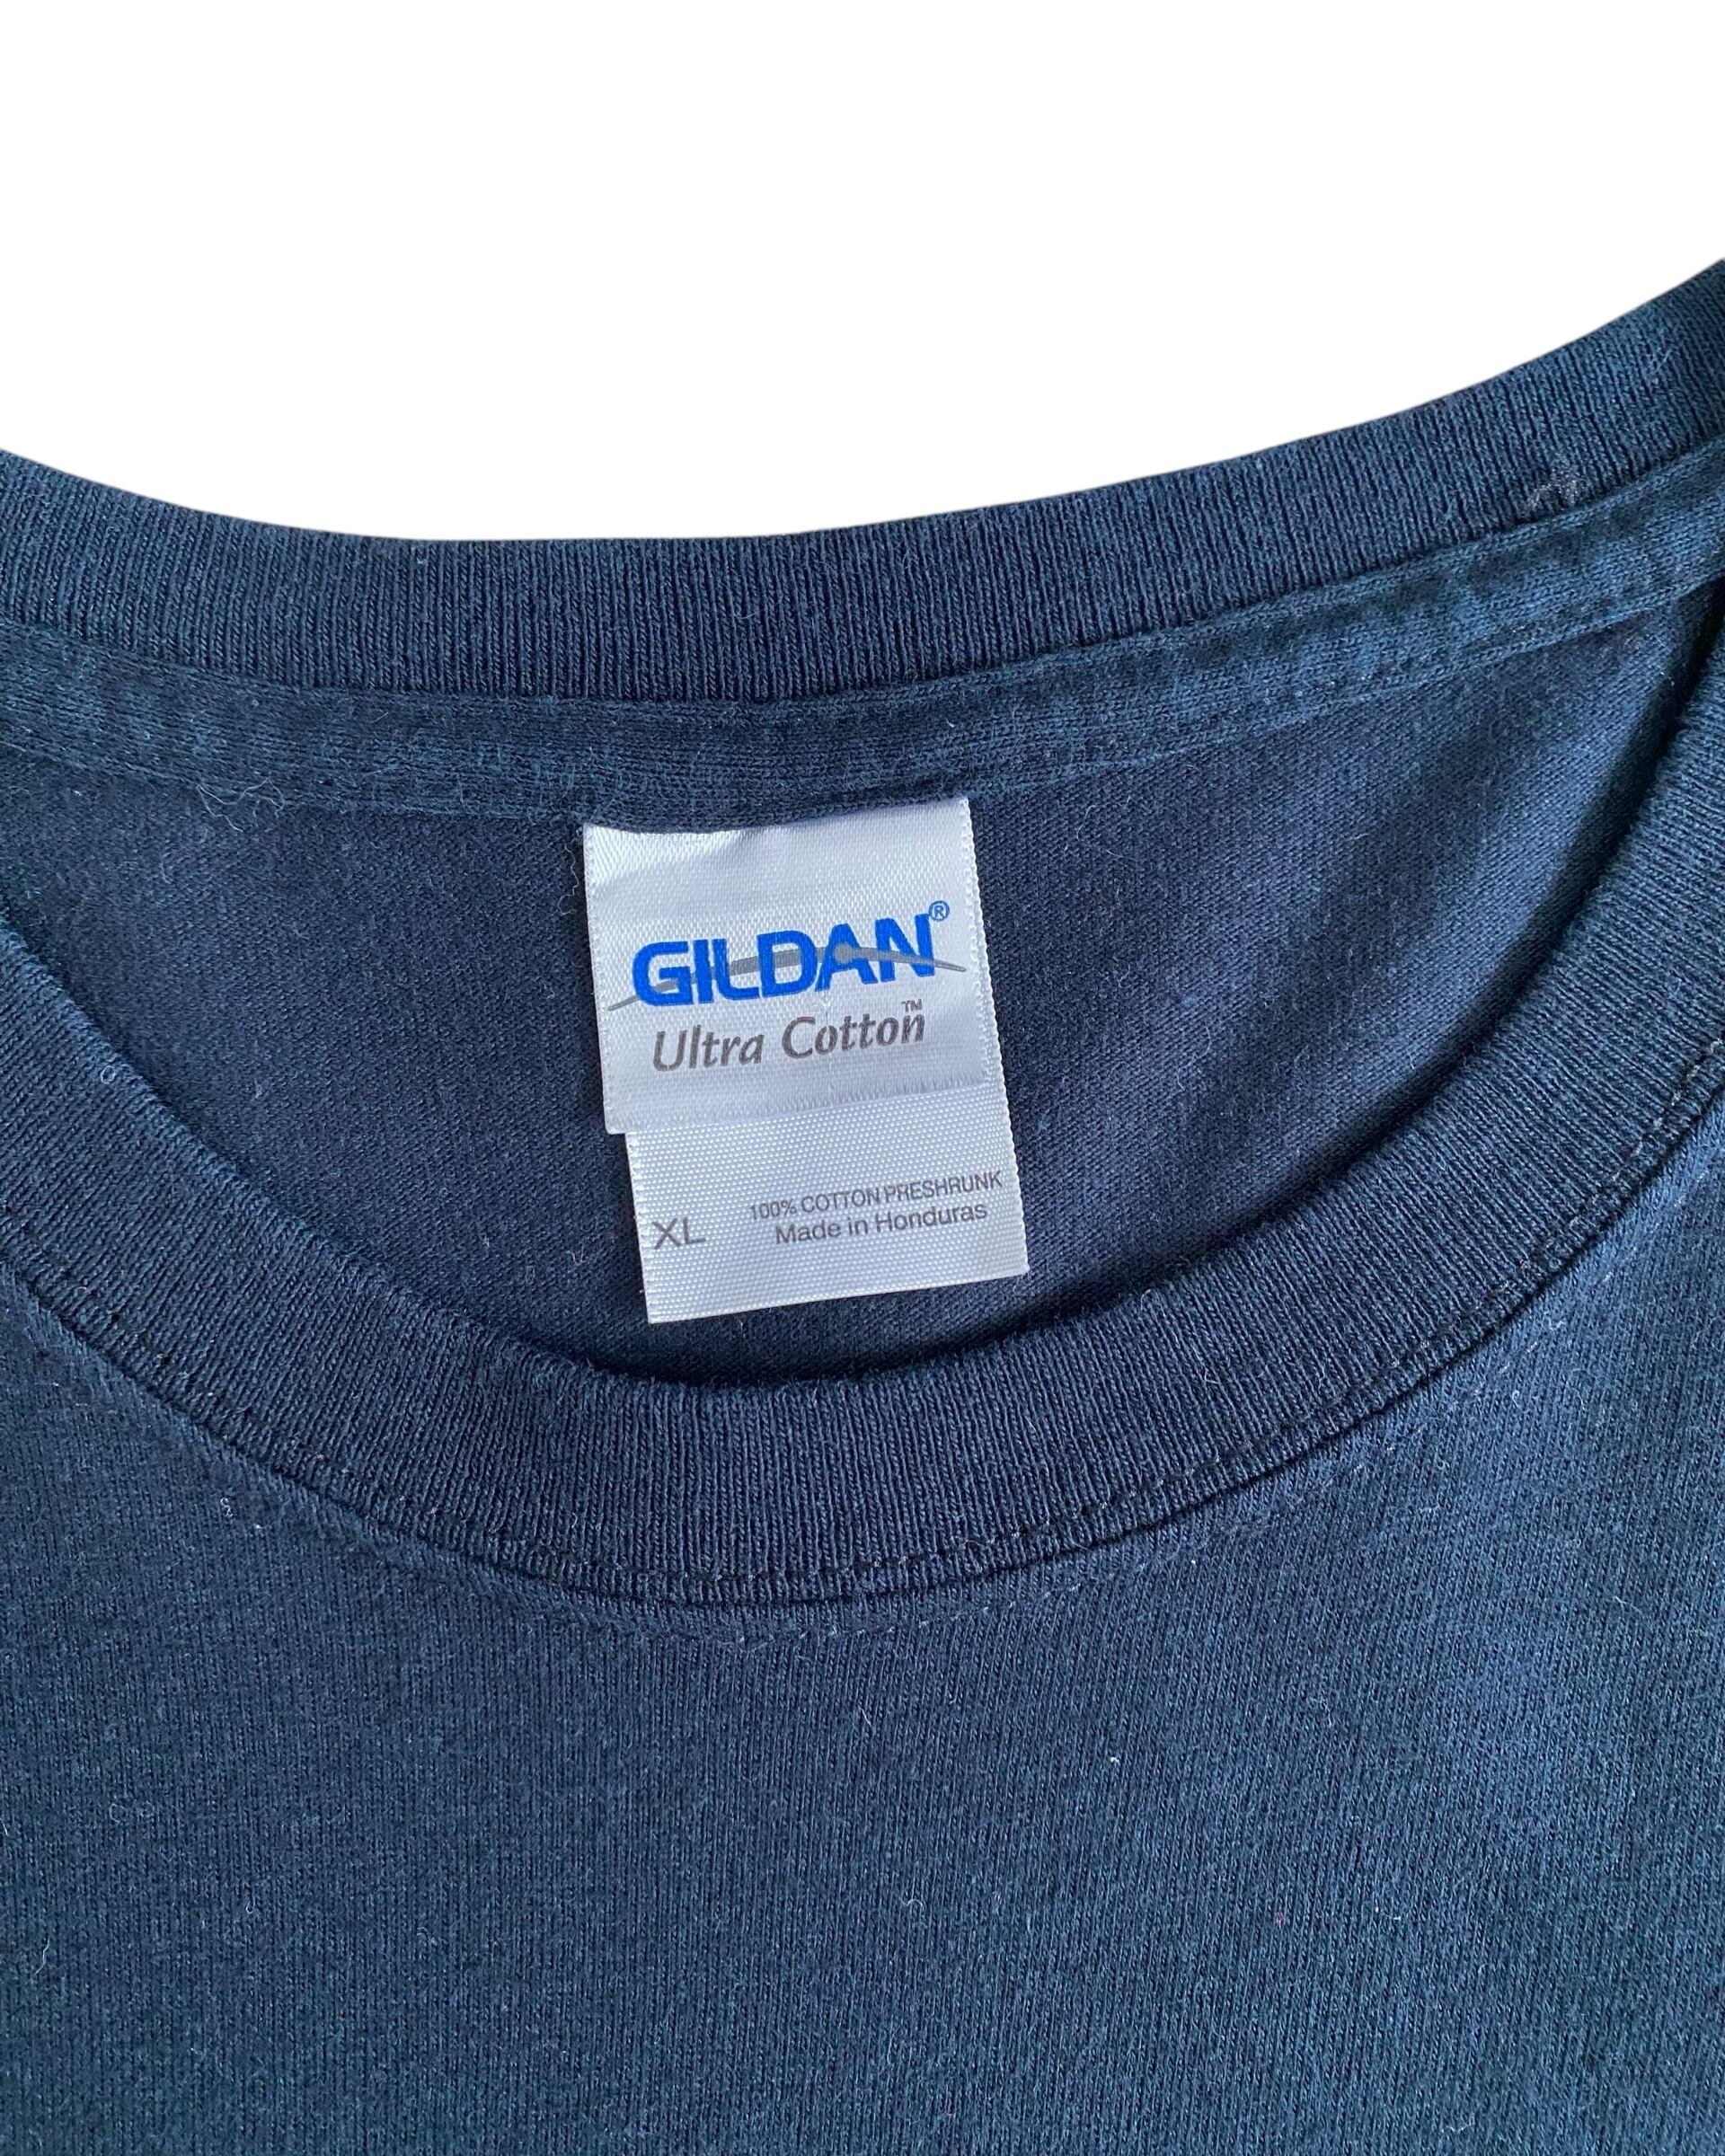 GILDAN®
Ultra Cotton™
100% COTTON PRESHRUNK
XL Made in Honduras